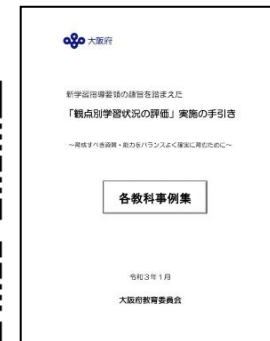 大阪府
新学習指導要領の趣旨を踏まえた
「観点別学習状況の評価」実施の手引き
~育成すべき資質・能力をバランスよく確実に育むために~
各教科事例集
令和3年1月
大阪府教育委員会